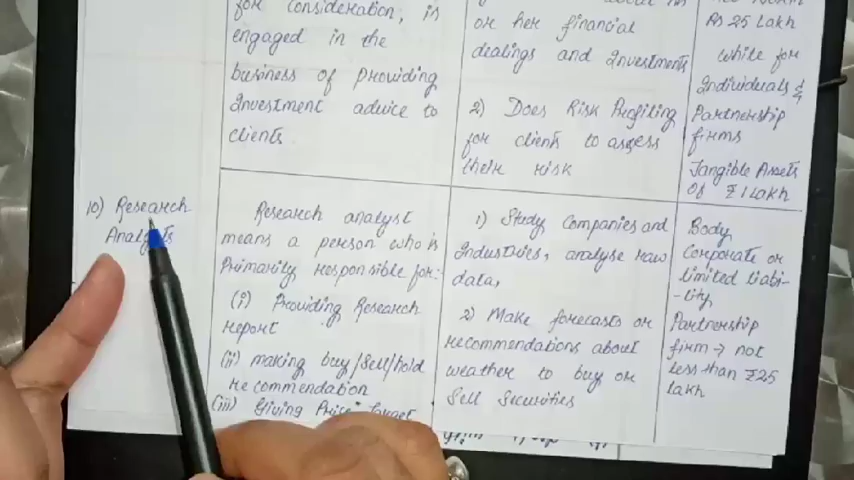 for consideration, is
engaged in the
business of providing
Investment advice to
clients.
or her financial
dealings and Investments
2) Does Risk Profiling
for client to assess
their risk
Rs 25 Lakh
while for
Individuals &
Partnership
firms
Tangible Assets
of ₹1 Lakh
10) Research
Analysts
Research analyst
means a person who is
Primarily responsible for:-
(i) Providing Research
report
(ii) making buy/Sell/hold
recommendation
(iii) Giving Price Target
1) Study Companies and
Industries, analyse raw
data,
2) Make forecasts or
recommendations about
weather to buy or
Sell Securities
Body
Corporate or
limited liabi-
-lity
Partnership
firm → not
less than ₹25
lakh